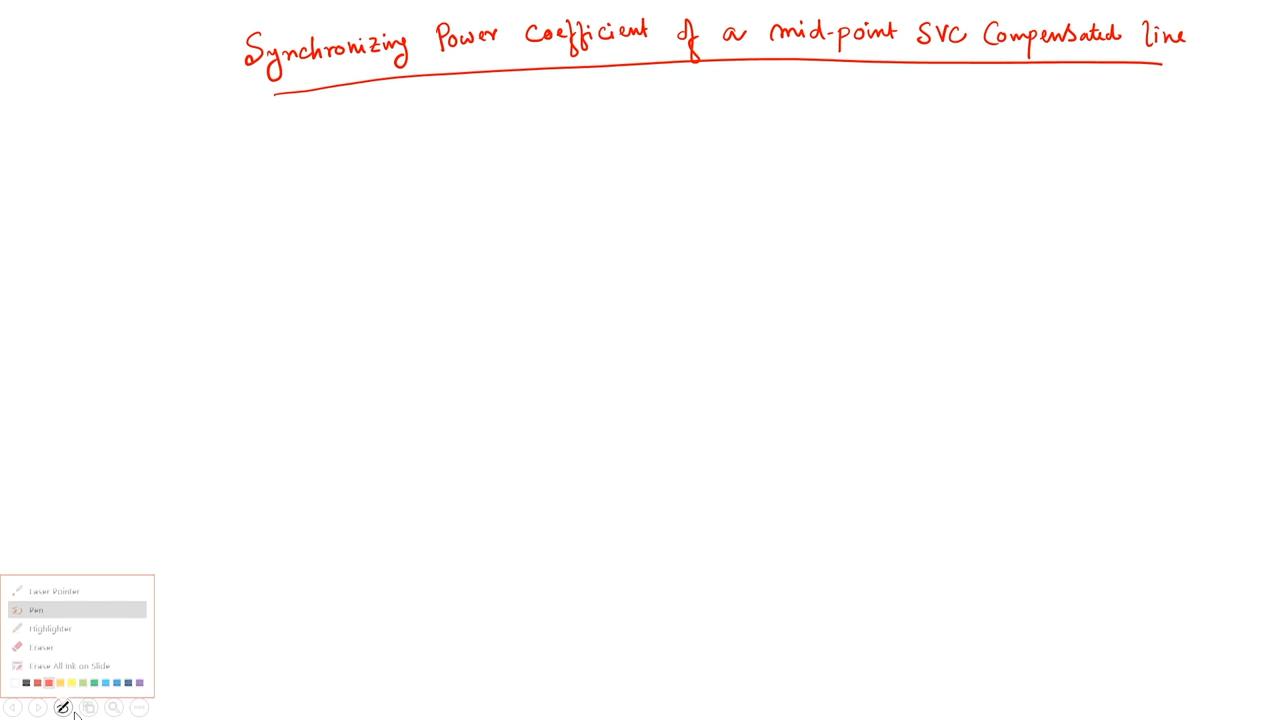 Synchronizing Power Coefficient of a mid-point SVC Compensated line
Laser Pointer
Pen
Highlighter
Eraser
Erase All Ink on Slide